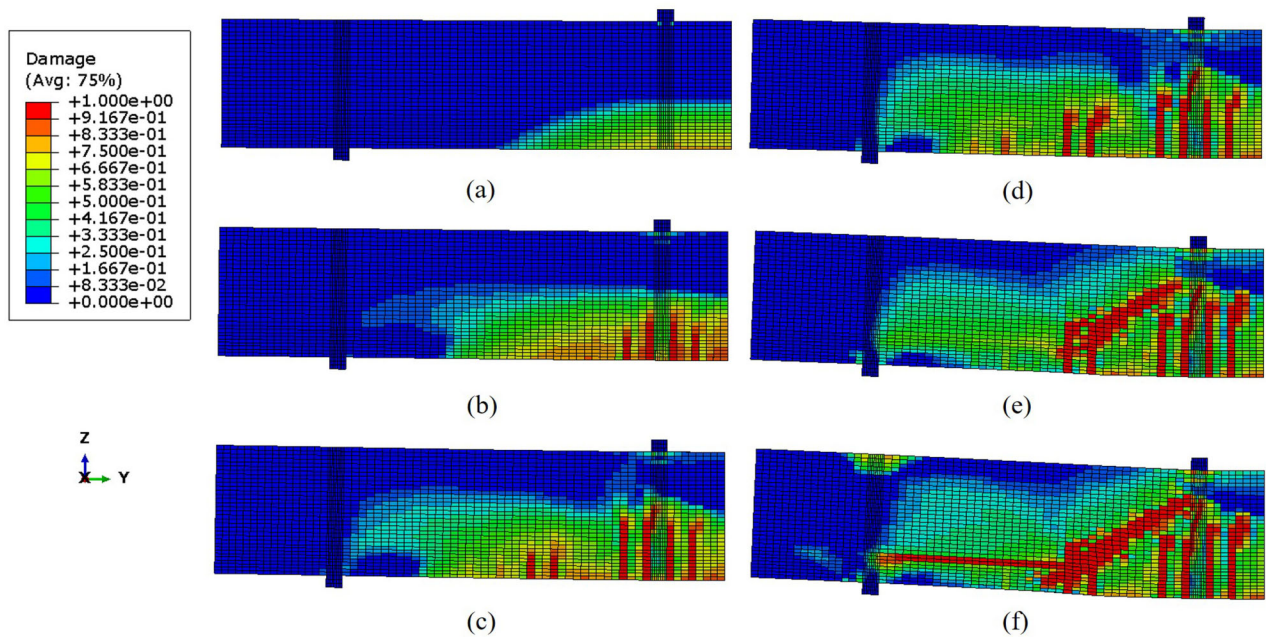 Damage
(Avg: 75%)
+1.000e+00
+9.167e-01
+8.333e-01
+7.500e-01
+6.667e-01
+5.833e-01
+5.000e-01
+4.167e-01
+3.333e-01
+2.500e-01
+1.667e-01
+8.333e-02
+0.000e+00
Z
X Y
(a)
(b)
(c)
(d)
(e)
(f)